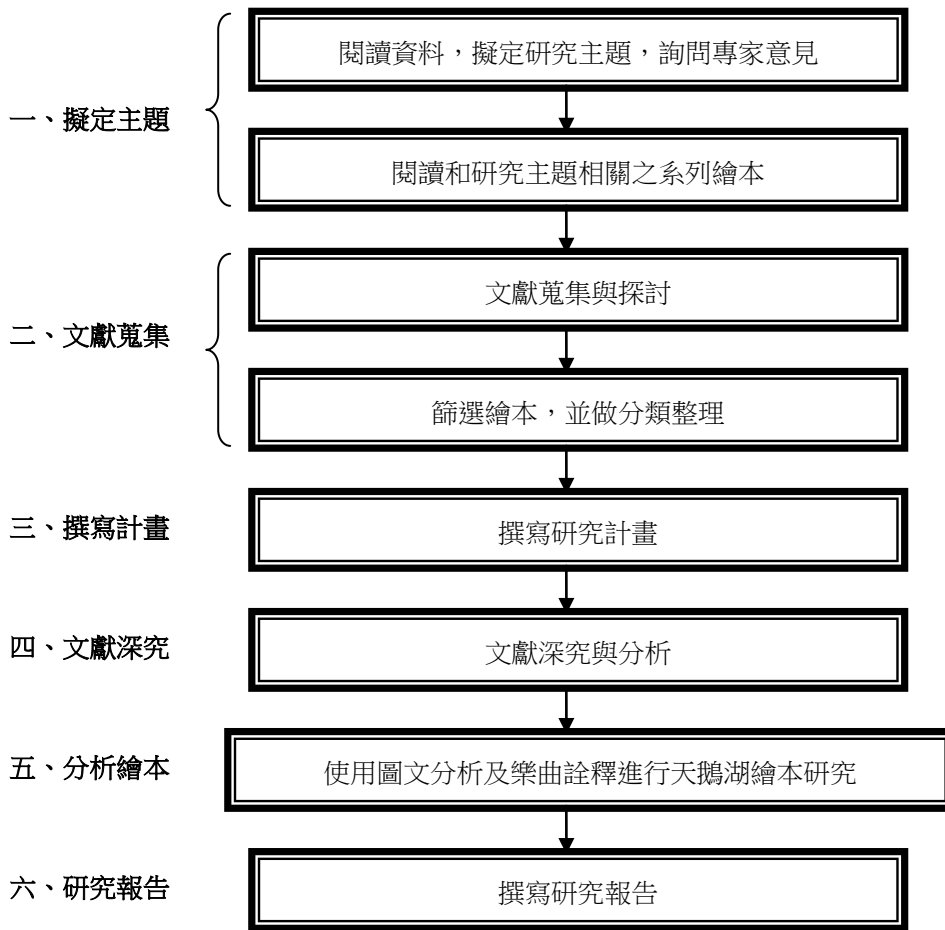 閱讀資料，擬定研究主題，詢問專家意見
一、擬定主題
閱讀和研究主題相關之系列繪本
文獻蒐集與探討
二、文獻蒐集
篩選繪本，並做分類整理
三、撰寫計畫
撰寫研究計畫
四、文獻深究
文獻深究與分析
五、分析繪本
使用圖文分析及樂曲詮釋進行天鵝湖繪本研究
六、研究報告
撰寫研究報告